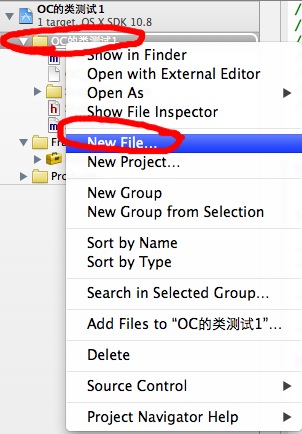 OC的类测试1
1 target, OS X SDK 10.8
OC的类测试1
Show in Finder
Open with External Editor
Open As
Show File Inspector
New File...
New Project...
New Group
New Group from Selection
Sort by Name
Sort by Type
Search in Selected Group...
Add Files to “OC的类测试1”...
Delete
Source Control
Project Navigator Help